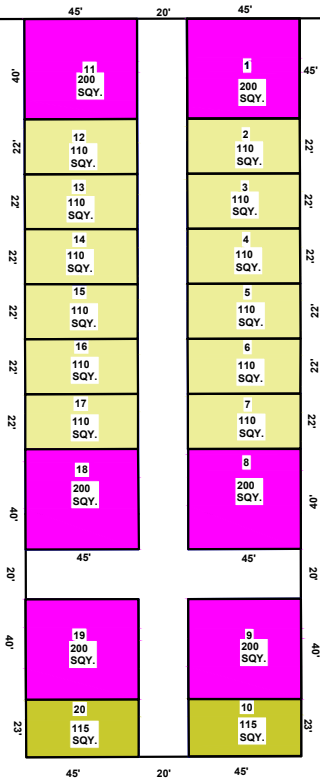 45' 20' 45'
11
200
SQY.
40'
1
200
SQY.
45'
12
110
SQY.
22'
2
110
SQY.
22'
13
110
SQY.
22'
3
110
SQY.
22'
14
110
SQY.
22'
4
110
SQY.
22'
15
110
SQY.
22'
5
110
SQY.
22'
16
110
SQY.
22'
6
110
SQY.
22'
17
110
SQY.
22'
7
110
SQY.
22'
18
200
SQY.
40'
8
200
SQY.
40'
45' 45'
20' 20'
19
200
SQY.
40'
9
200
SQY.
40'
20
115
SQY.
23'
10
115
SQY.
23'
45' 20' 45'